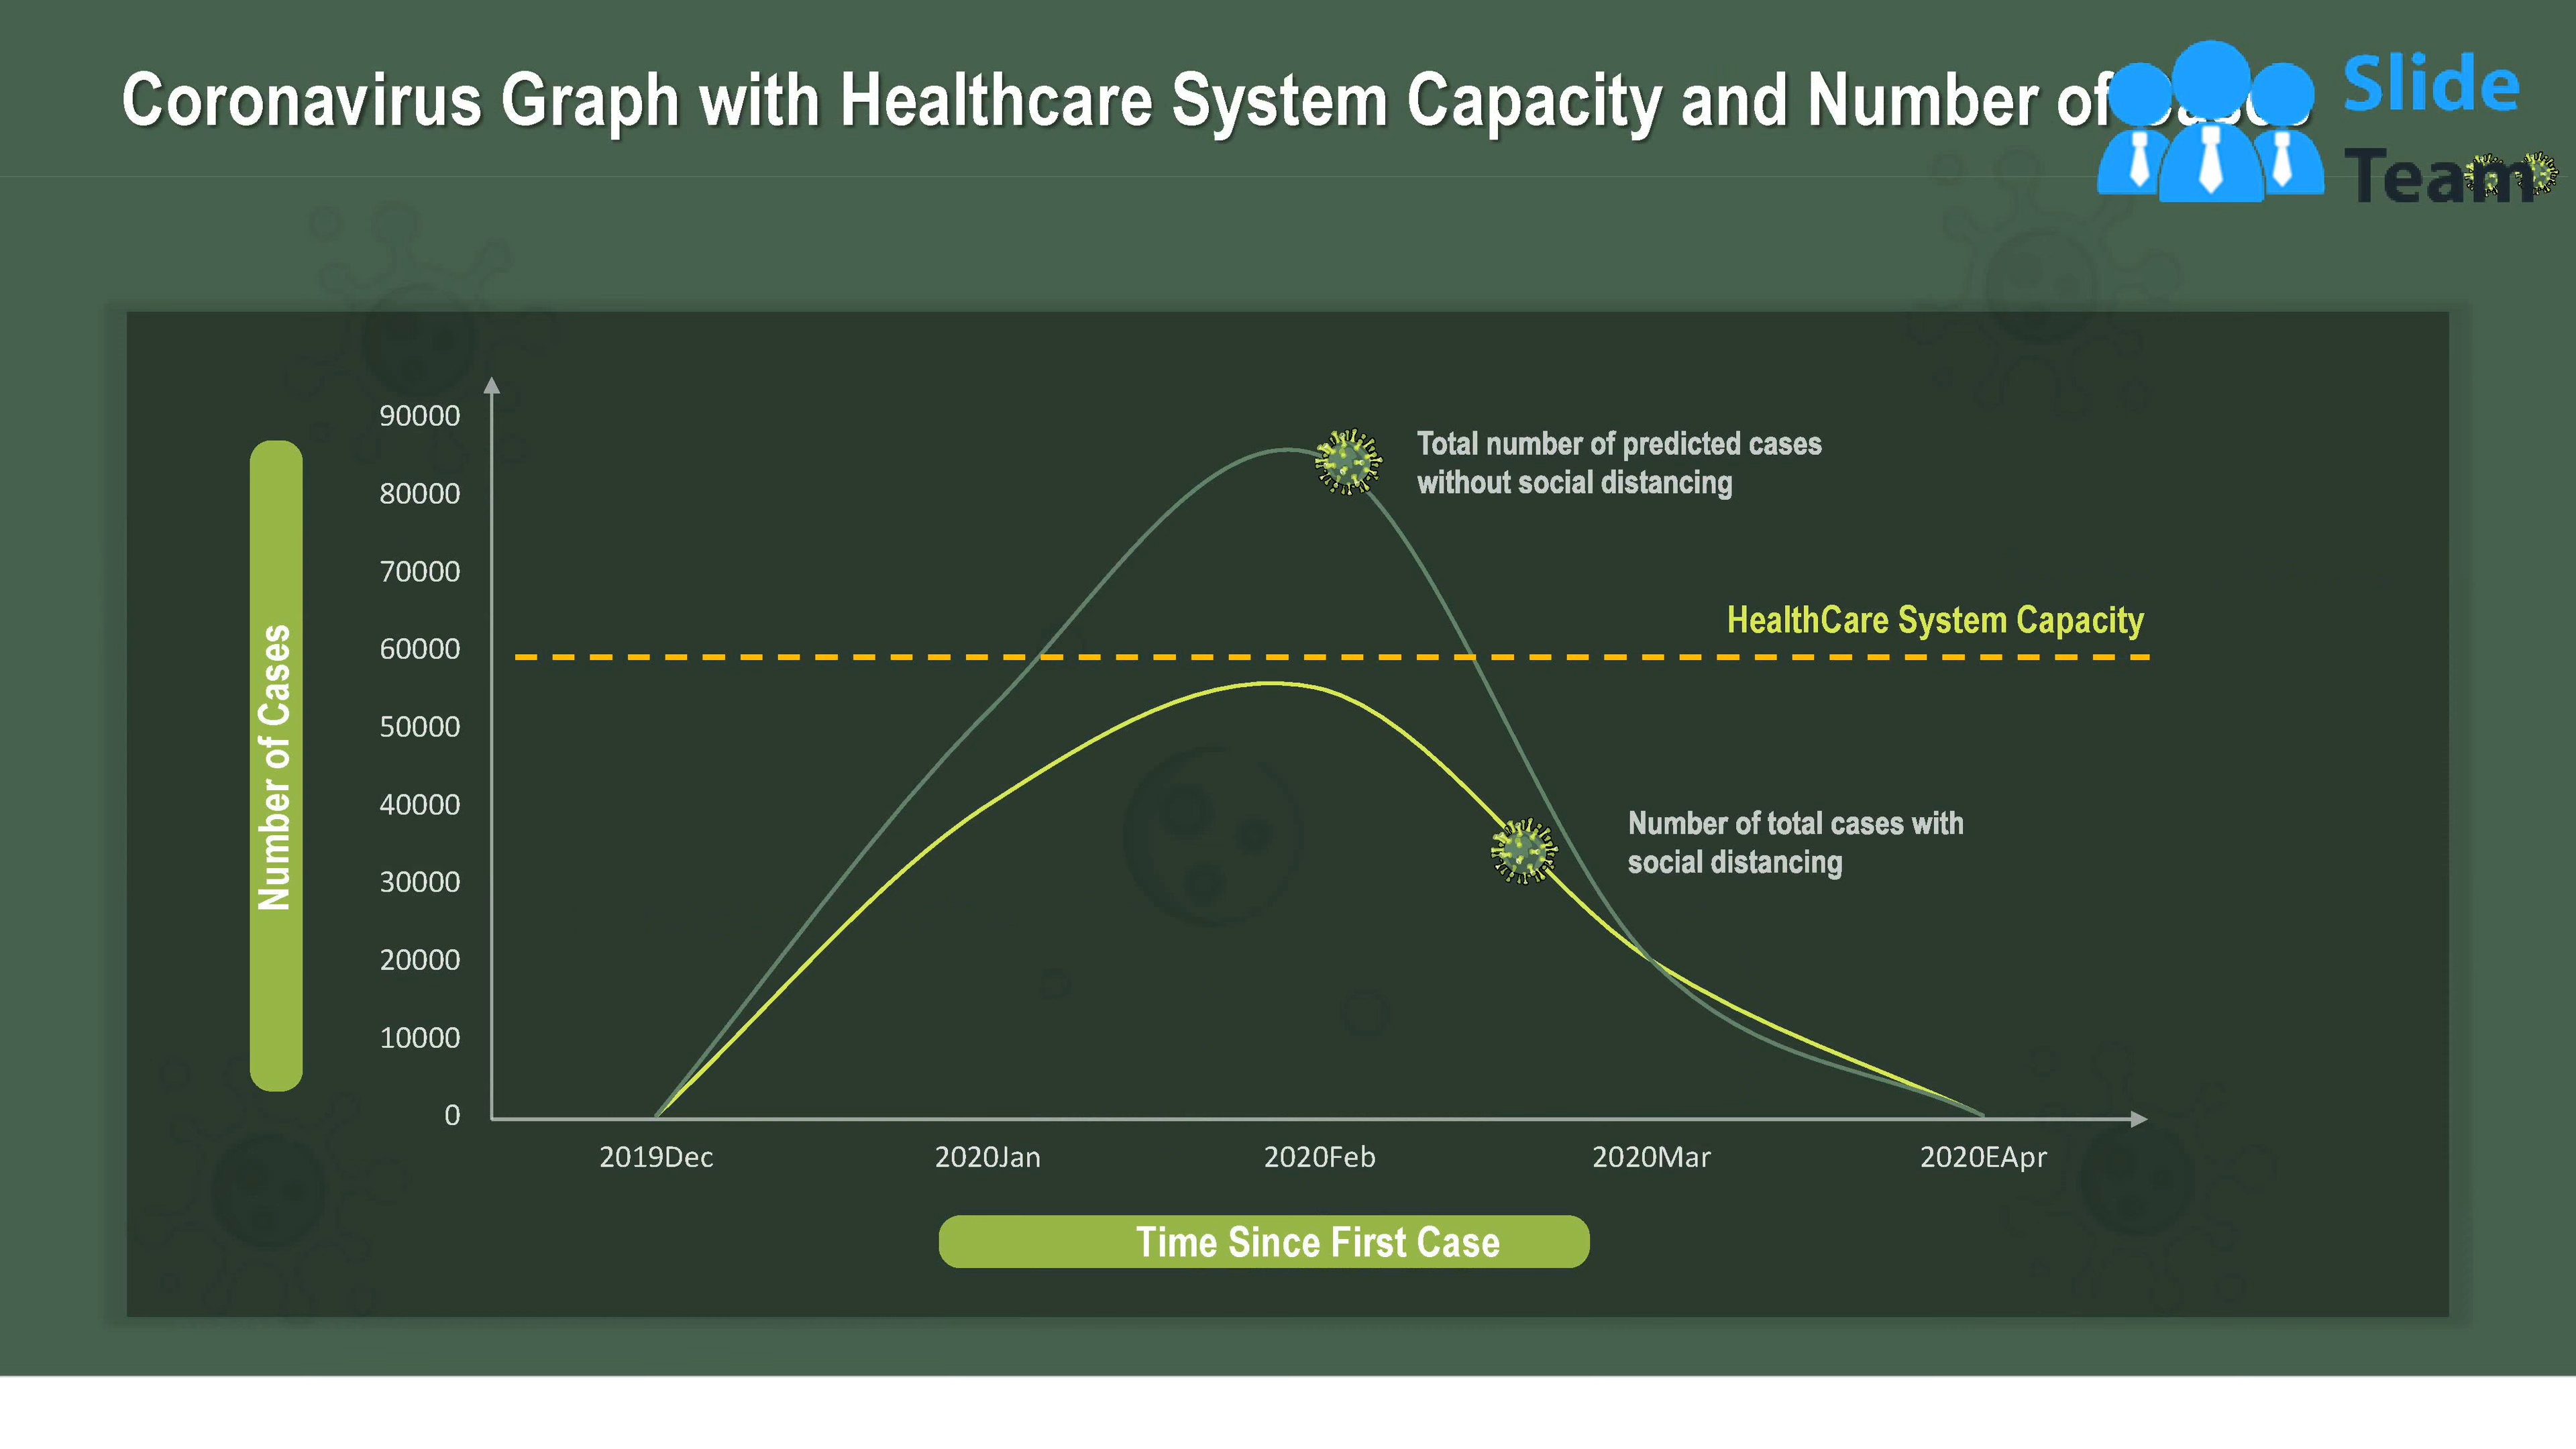 Coronavirus Graph with Healthcare System Capacity and Number of
Slide
Team
90000
80000
70000
60000
50000
40000
30000
20000
10000
0
Number of Cases
Total number of predicted cases
without social distancing
HealthCare System Capacity
Number of total cases with
social distancing
2019Dec
2020Jan
2020Feb
2020Mar
2020EApr
Time Since First Case